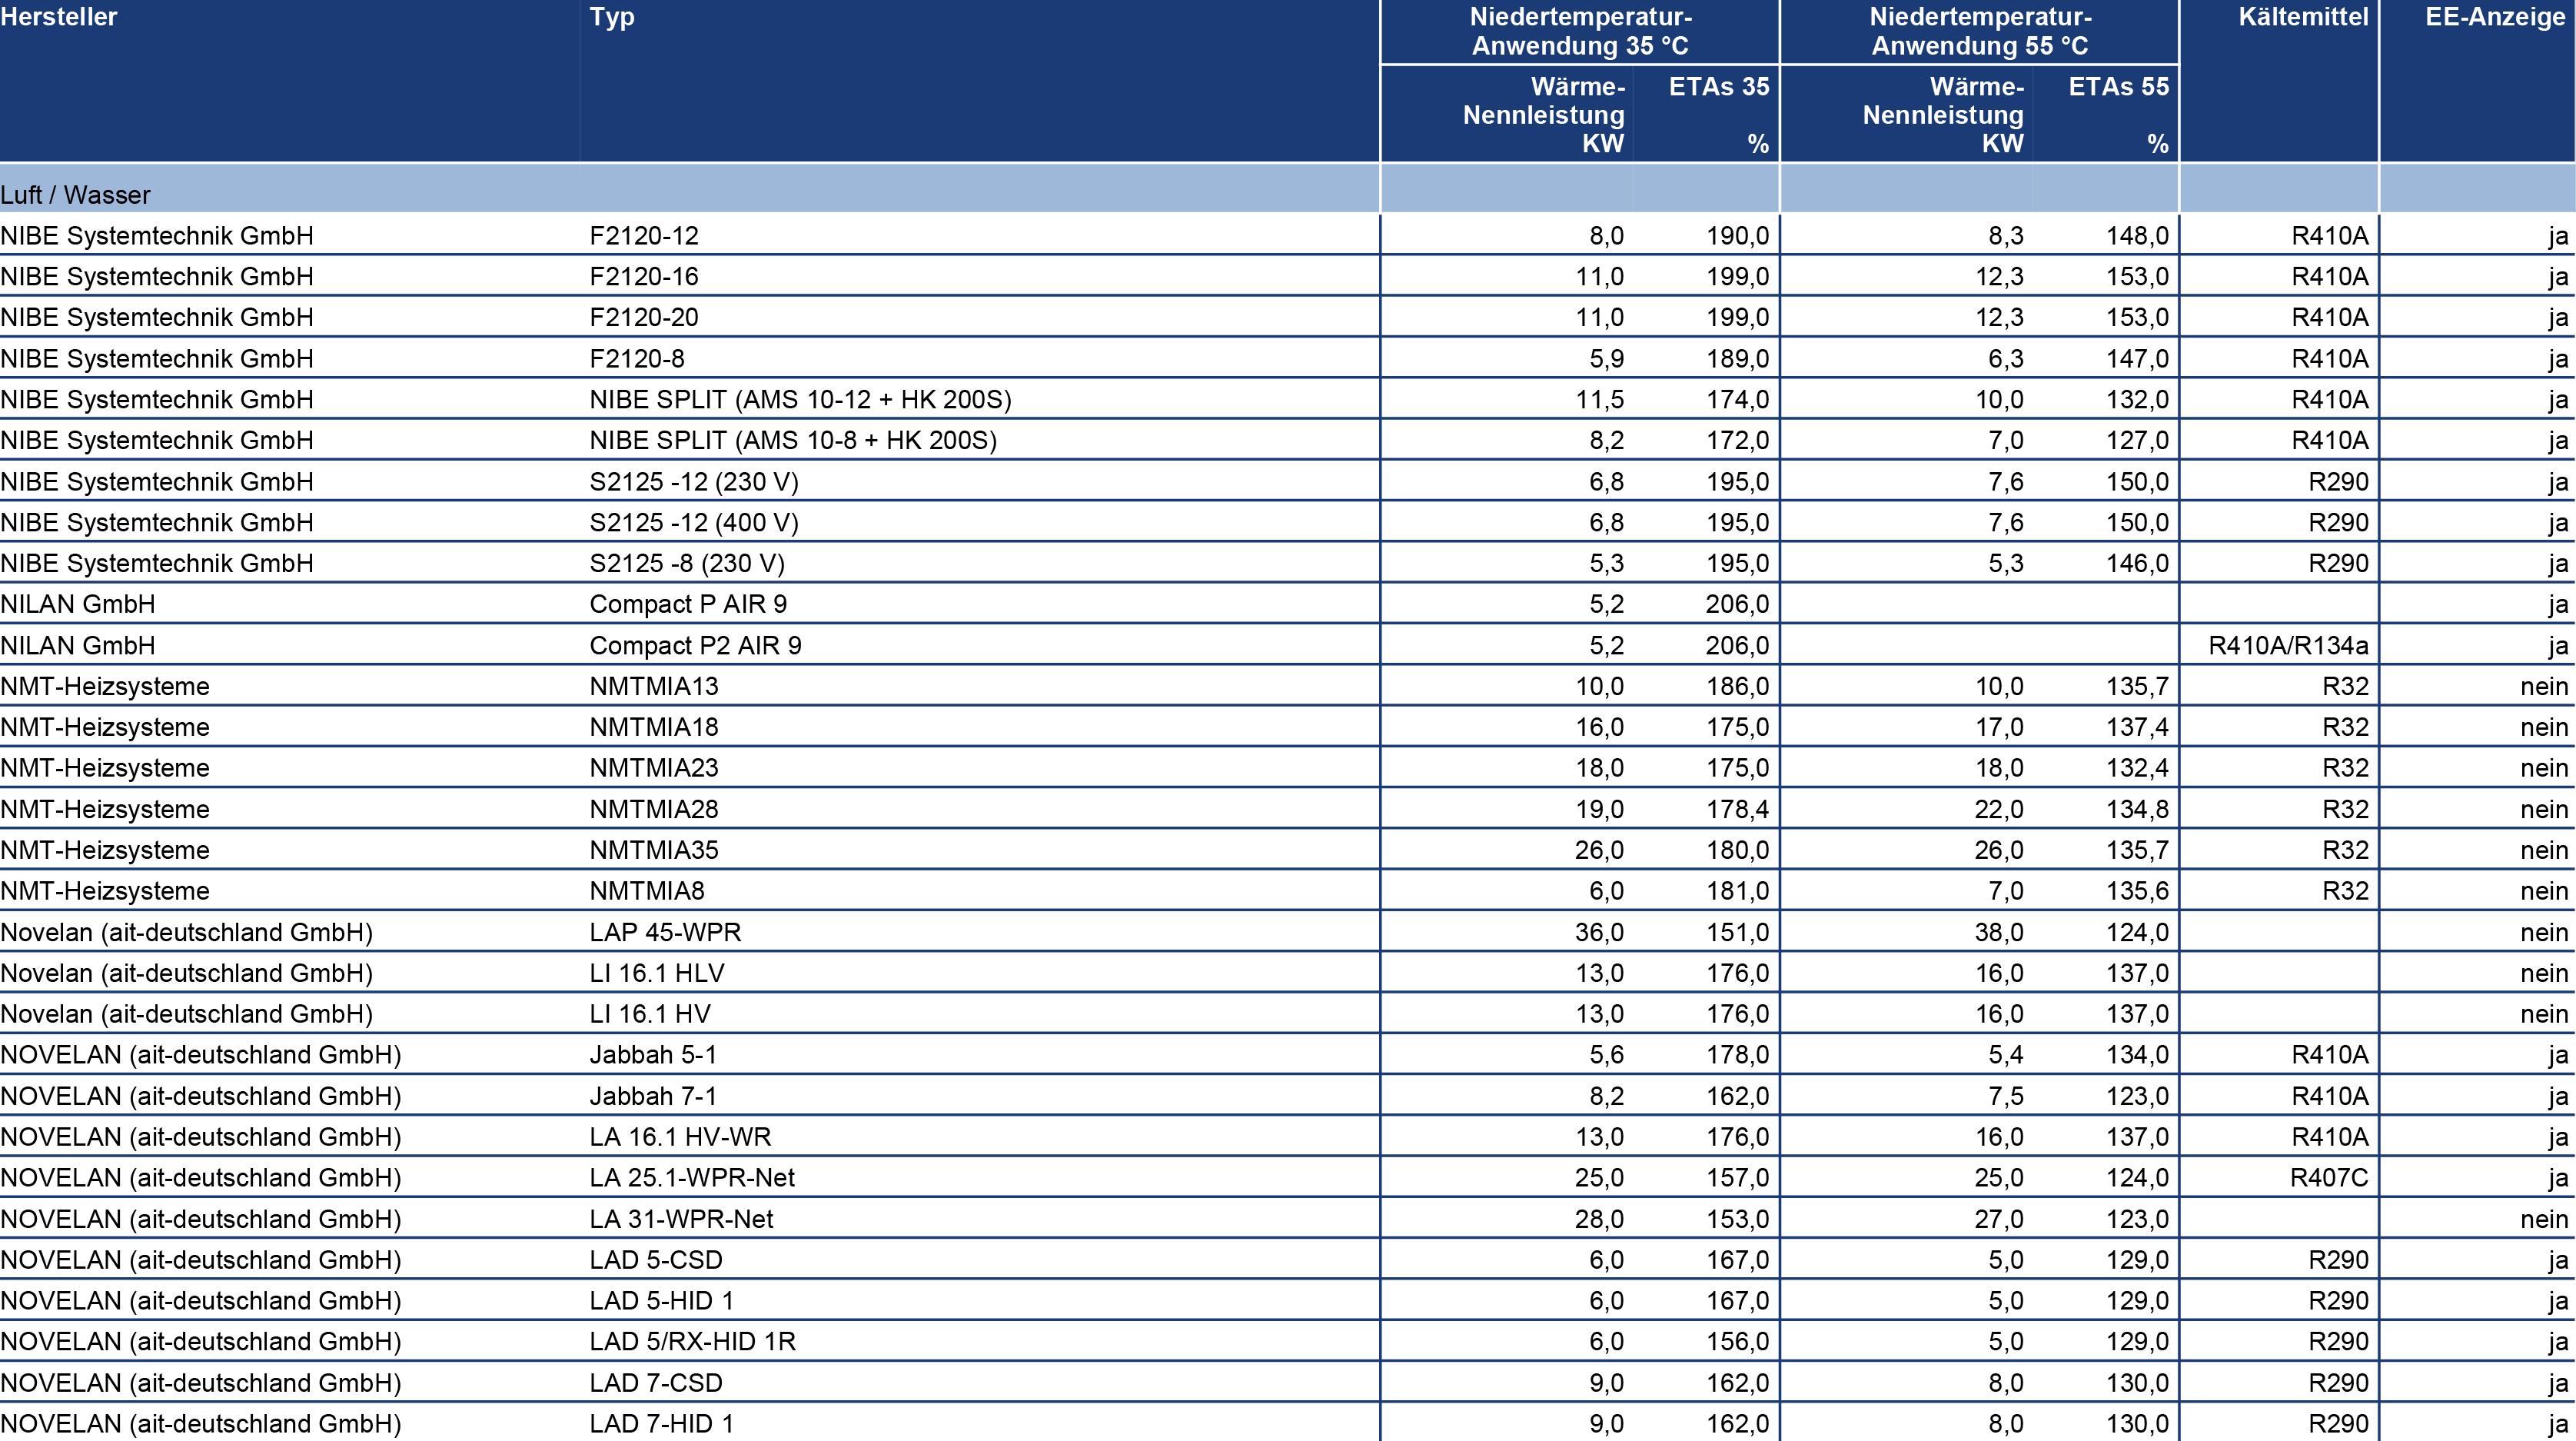 Hersteller Typ Niedertemperatur- Niedertemperatur- Kältemittel EE-Anzeige
Anwendung 35 °C Anwendung 55 °C
Wärme- ETAs 35 Wärme- ETAs 55
Nennleistung Nennleistung
KW % KW %
Luft / Wasser
NIBE Systemtechnik GmbH F2120-12 8,0 190,0 8,3 148,0 R410A ja
NIBE Systemtechnik GmbH F2120-16 11,0 199,0 12,3 153,0 R410A ja
NIBE Systemtechnik GmbH F2120-20 11,0 199,0 12,3 153,0 R410A ja
NIBE Systemtechnik GmbH F2120-8 5,9 189,0 6,3 147,0 R410A ja
NIBE Systemtechnik GmbH NIBE SPLIT (AMS 10-12 + HK 200S) 11,5 174,0 10,0 132,0 R410A ja
NIBE Systemtechnik GmbH NIBE SPLIT (AMS 10-8 + HK 200S) 8,2 172,0 7,0 127,0 R410A ja
NIBE Systemtechnik GmbH S2125 -12 (230 V) 6,8 195,0 7,6 150,0 R290 ja
NIBE Systemtechnik GmbH S2125 -12 (400 V) 6,8 195,0 7,6 150,0 R290 ja
NIBE Systemtechnik GmbH S2125 -8 (230 V) 5,3 195,0 5,3 146,0 R290 ja
NILAN GmbH Compact P AIR 9 5,2 206,0 ja
NILAN GmbH Compact P2 AIR 9 5,2 206,0 R410A/R134a ja
NMT-Heizsysteme NMTMIA13 10,0 186,0 10,0 135,7 R32 nein
NMT-Heizsysteme NMTMIA18 16,0 175,0 17,0 137,4 R32 nein
NMT-Heizsysteme NMTMIA23 18,0 175,0 18,0 132,4 R32 nein
NMT-Heizsysteme NMTMIA28 19,0 178,4 22,0 134,8 R32 nein
NMT-Heizsysteme NMTMIA35 26,0 180,0 26,0 135,7 R32 nein
NMT-Heizsysteme NMTMIA8 6,0 181,0 7,0 135,6 R32 nein
Novelan (ait-deutschland GmbH) LAP 45-WPR 36,0 151,0 38,0 124,0 nein
Novelan (ait-deutschland GmbH) LI 16.1 HLV 13,0 176,0 16,0 137,0 nein
Novelan (ait-deutschland GmbH) LI 16.1 HV 13,0 176,0 16,0 137,0 nein
NOVELAN (ait-deutschland GmbH) Jabbah 5-1 5,6 178,0 5,4 134,0 R410A ja
NOVELAN (ait-deutschland GmbH) Jabbah 7-1 8,2 162,0 7,5 123,0 R410A ja
NOVELAN (ait-deutschland GmbH) LA 16.1 HV-WR 13,0 176,0 16,0 137,0 R410A ja
NOVELAN (ait-deutschland GmbH) LA 25.1-WPR-Net 25,0 157,0 25,0 124,0 R407C ja
NOVELAN (ait-deutschland GmbH) LA 31-WPR-Net 28,0 153,0 27,0 123,0 nein
NOVELAN (ait-deutschland GmbH) LAD 5-CSD 6,0 167,0 5,0 129,0 R290 ja
NOVELAN (ait-deutschland GmbH) LAD 5-HID 1 6,0 167,0 5,0 129,0 R290 ja
NOVELAN (ait-deutschland GmbH) LAD 5/RX-HID 1R 6,0 156,0 5,0 129,0 R290 ja
NOVELAN (ait-deutschland GmbH) LAD 7-CSD 9,0 162,0 8,0 130,0 R290 ja
NOVELAN (ait-deutschland GmbH) LAD 7-HID 1 9,0 162,0 8,0 130,0 R290 ja